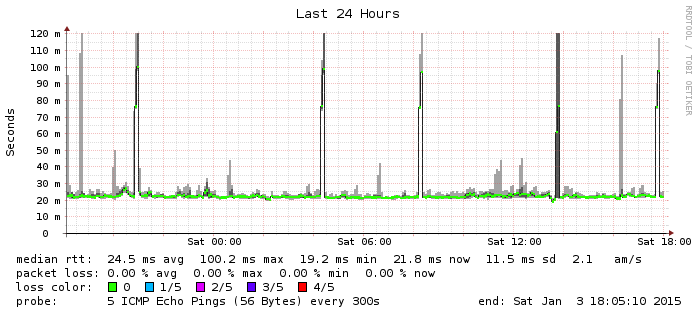 Last 24 Hours
RRDTOOL / TOBI OETIKER
Seconds
120 m
110 m
100 m
90 m
80 m
70 m
60 m
50 m
40 m
30 m
20 m
10 m
0
Sat 00:00 Sat 06:00 Sat 12:00 Sat 18:00
median rtt: 24.5 ms avg 100.2 ms max 19.2 ms min 21.8 ms now 11.5 ms sd 2.1 am/s
packet loss: 0.00 % avg 0.00 % max 0.00 % min 0.00 % now
loss color: 0 1/5 2/5 3/5 4/5
probe: 5 ICMP Echo Pings (56 Bytes) every 300s end: Sat Jan 3 18:05:10 2015